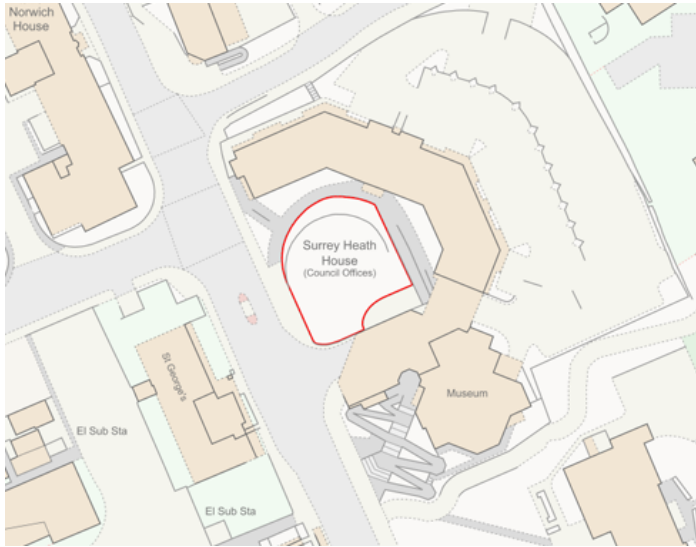 Norwich
House
Surrey Heath
House
(Council Offices)
St George's
Museum
El Sub Sta
El Sub Sta